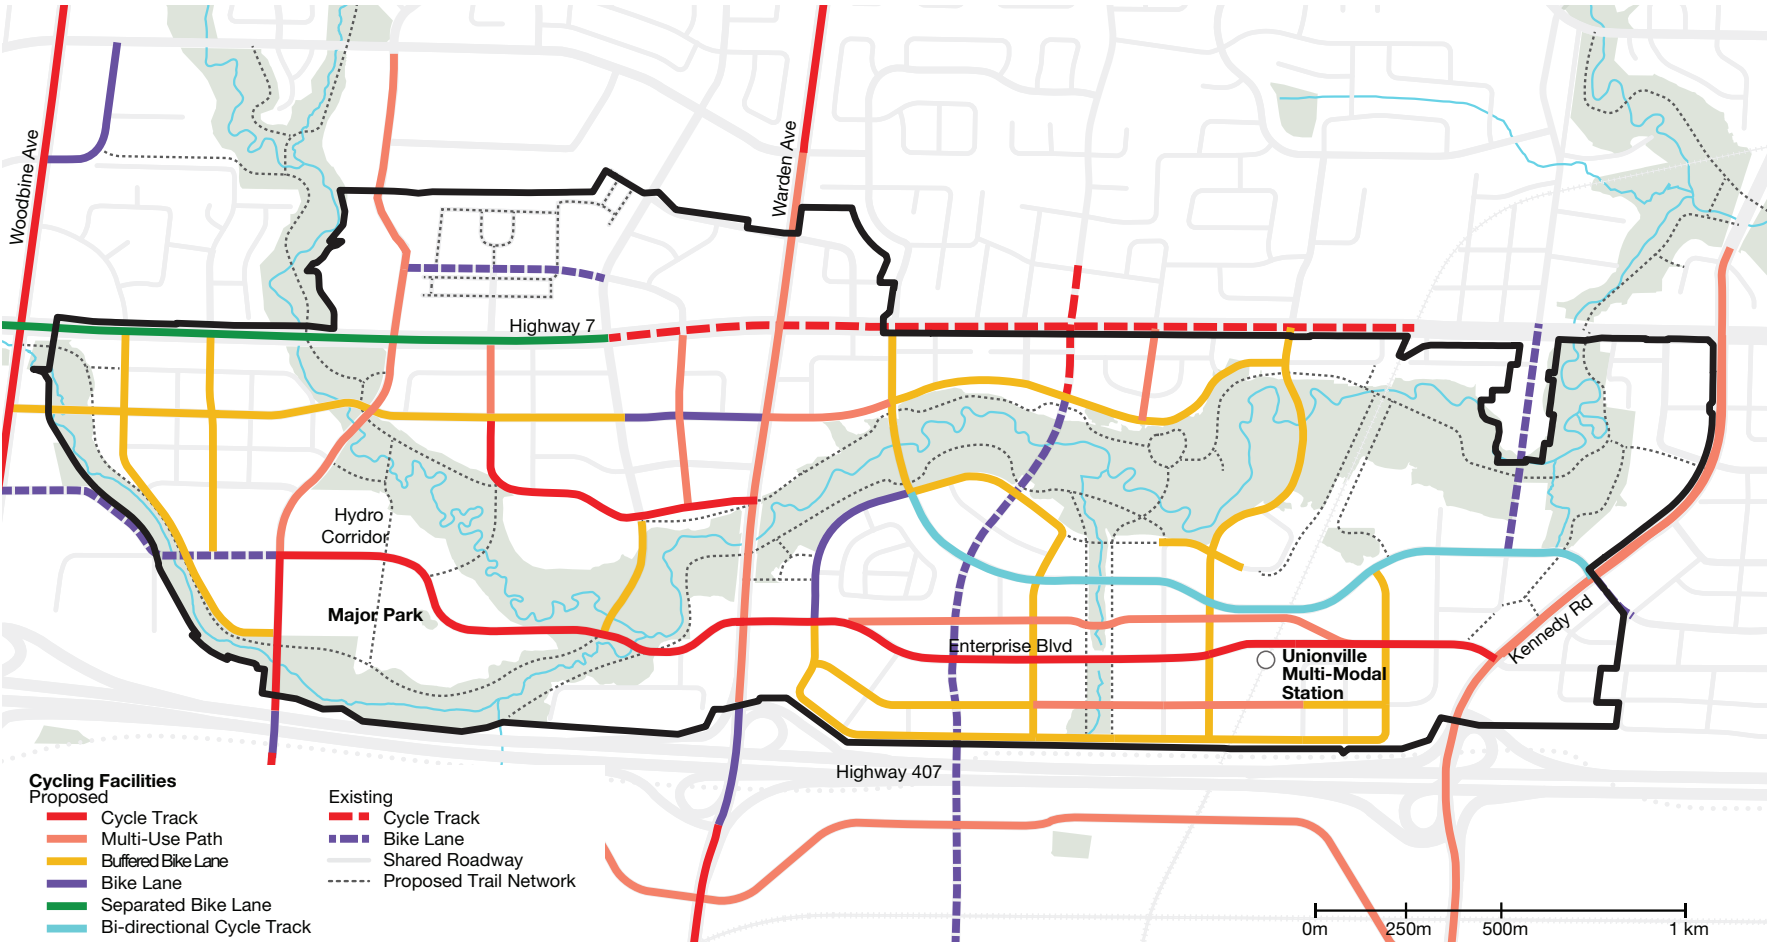 Woodbine Ave
Warden Ave
Highway 7
Hydro
Corridor
Major Park
Enterprise Blvd
Unionville
Multi-Modal
Station
Kennedy Rd
Highway 407
Cycling Facilities
Proposed
Cycle Track
Multi-Use Path
Buffered Bike Lane
Bike Lane
Separated Bike Lane
Bi-directional Cycle Track
Existing
Cycle Track
Bike Lane
Shared Roadway
Proposed Trail Network
0m 250m 500m 1 km